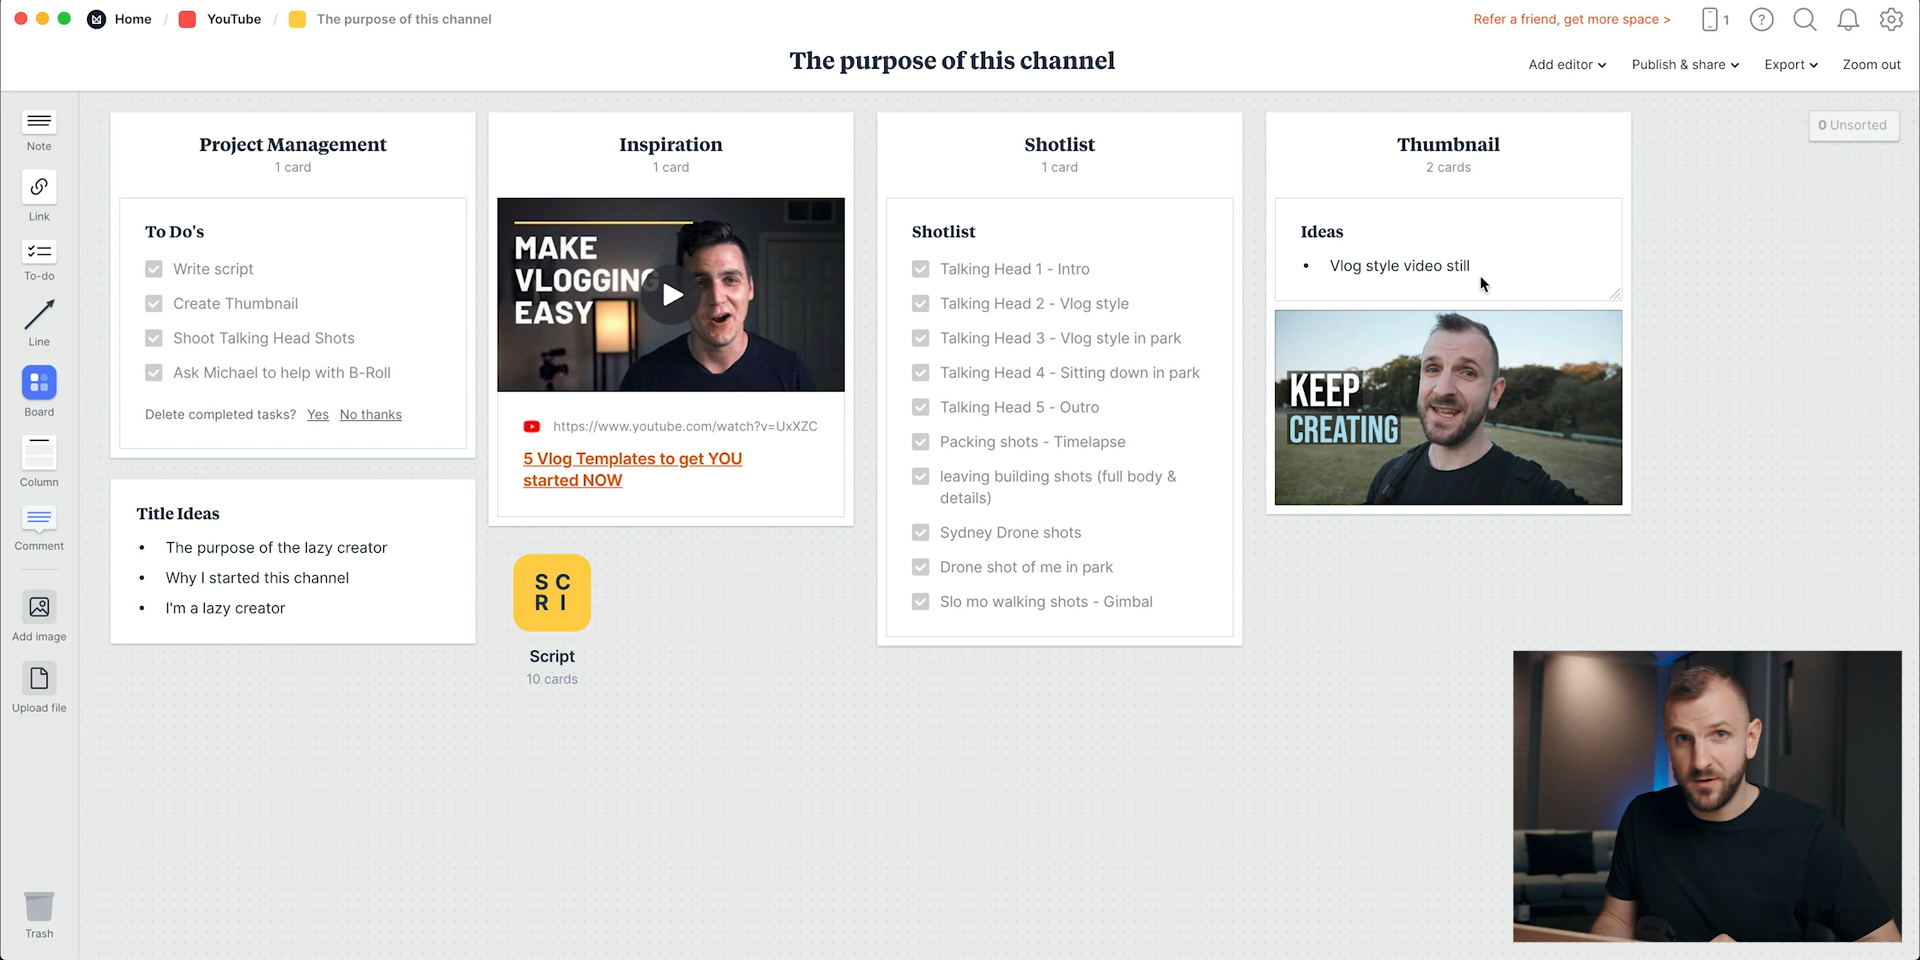 Home / YouTube / The purpose of this channel
Refer a friend, get more space >
1
?
The purpose of this channel
Add editor
Publish & share
Export
Zoom out
Note
Link
To-do
Line
Board
Column
Comment
Add image
Upload file
Trash
0 Unsorted
Project Management
1 card
To Do's
Write script
Create Thumbnail
Shoot Talking Head Shots
Ask Michael to help with B-Roll
Delete completed tasks? Yes No thanks
Title Ideas
• The purpose of the lazy creator
• Why I started this channel
• I'm a lazy creator
Inspiration
1 card
MAKE
VLOGGING
EASY
https://www.youtube.com/watch?v=UxXZC
5 Vlog Templates to get YOU
started NOW
SC
RI
Script
10 cards
Shotlist
1 card
Shotlist
Talking Head 1 - Intro
Talking Head 2 - Vlog style
Talking Head 3 - Vlog style in park
Talking Head 4 - Sitting down in park
Talking Head 5 - Outro
Packing shots - Timelapse
leaving building shots (full body &
details)
Sydney Drone shots
Drone shot of me in park
Slo mo walking shots - Gimbal
Thumbnail
2 cards
Ideas
• Vlog style video still
KEEP
CREATING